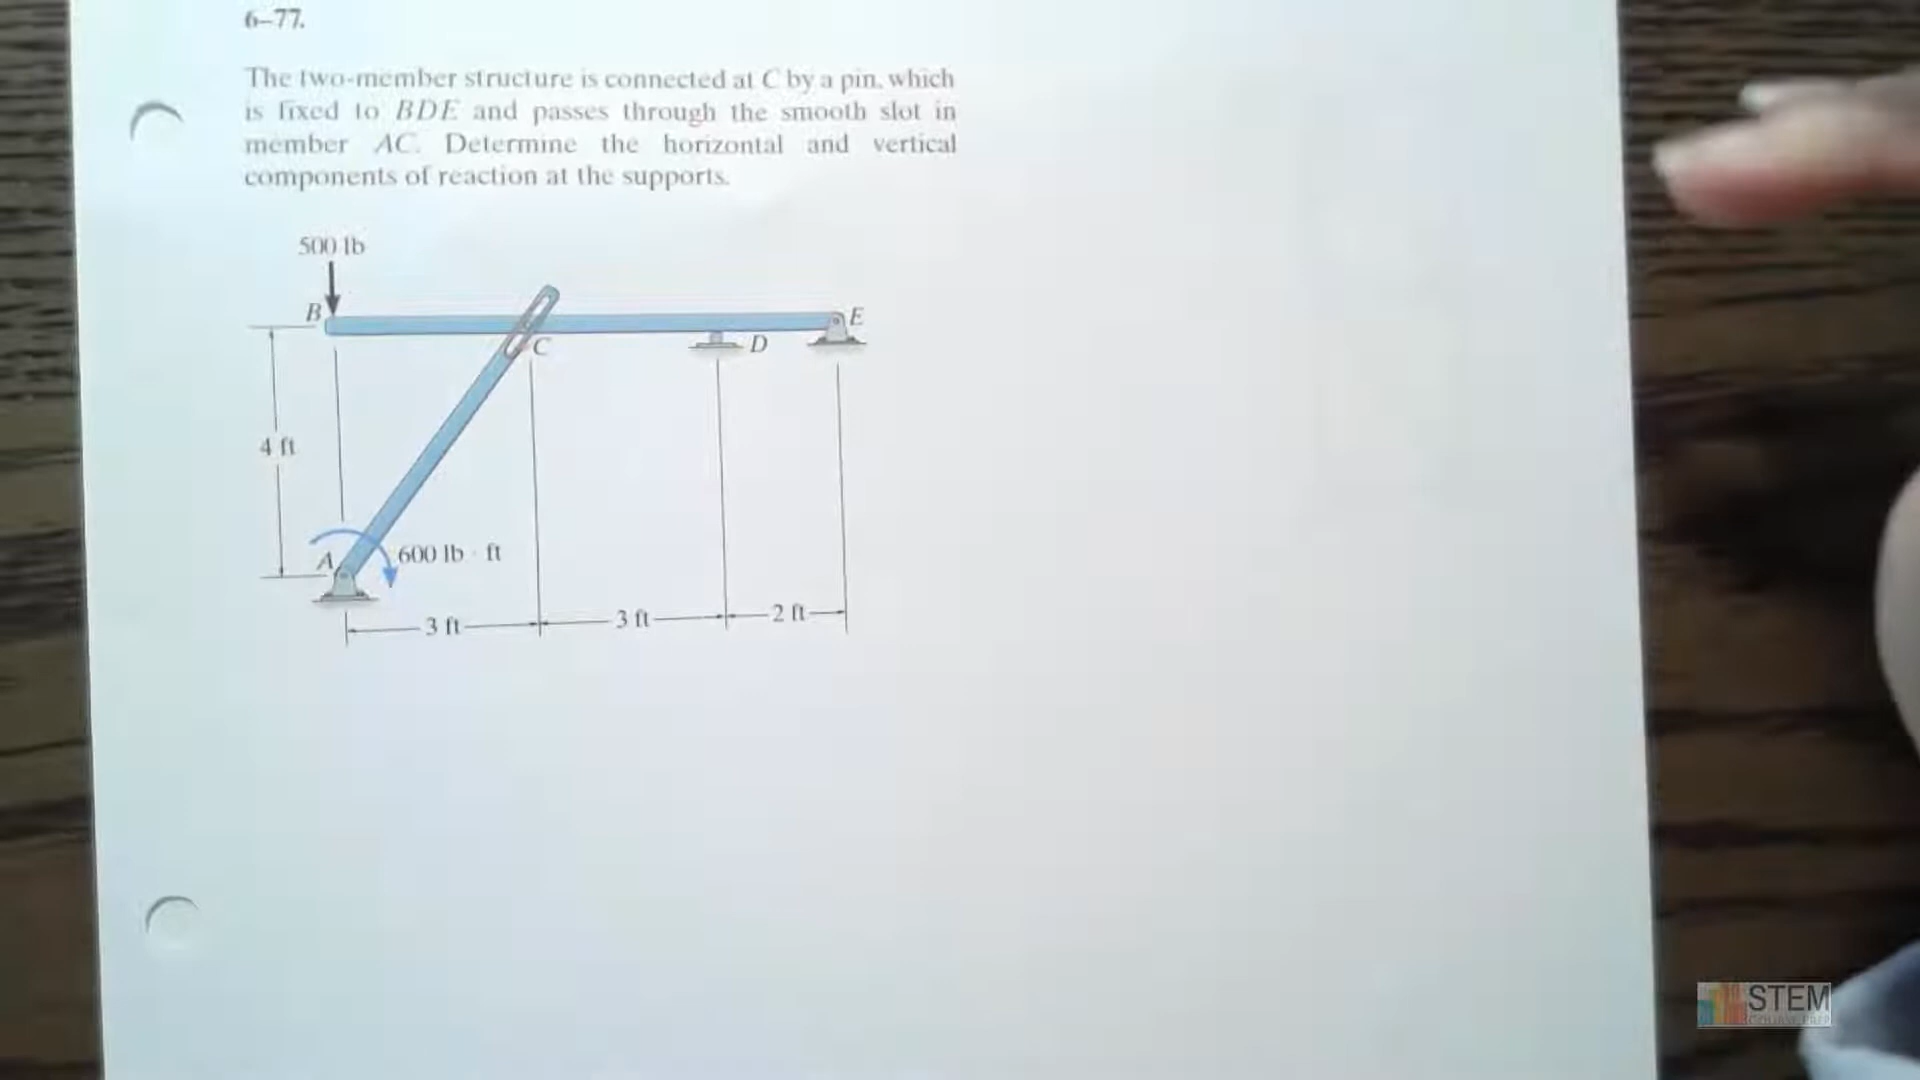 6–77.
The two-member structure is connected at C by a pin, which
is fixed to BDE and passes through the smooth slot in
member AC. Determine the horizontal and vertical
components of reaction at the supports.
500 lb
B
E
C
D
4 ft
A
600 lb · ft
3 ft
3 ft
2 ft
STEM